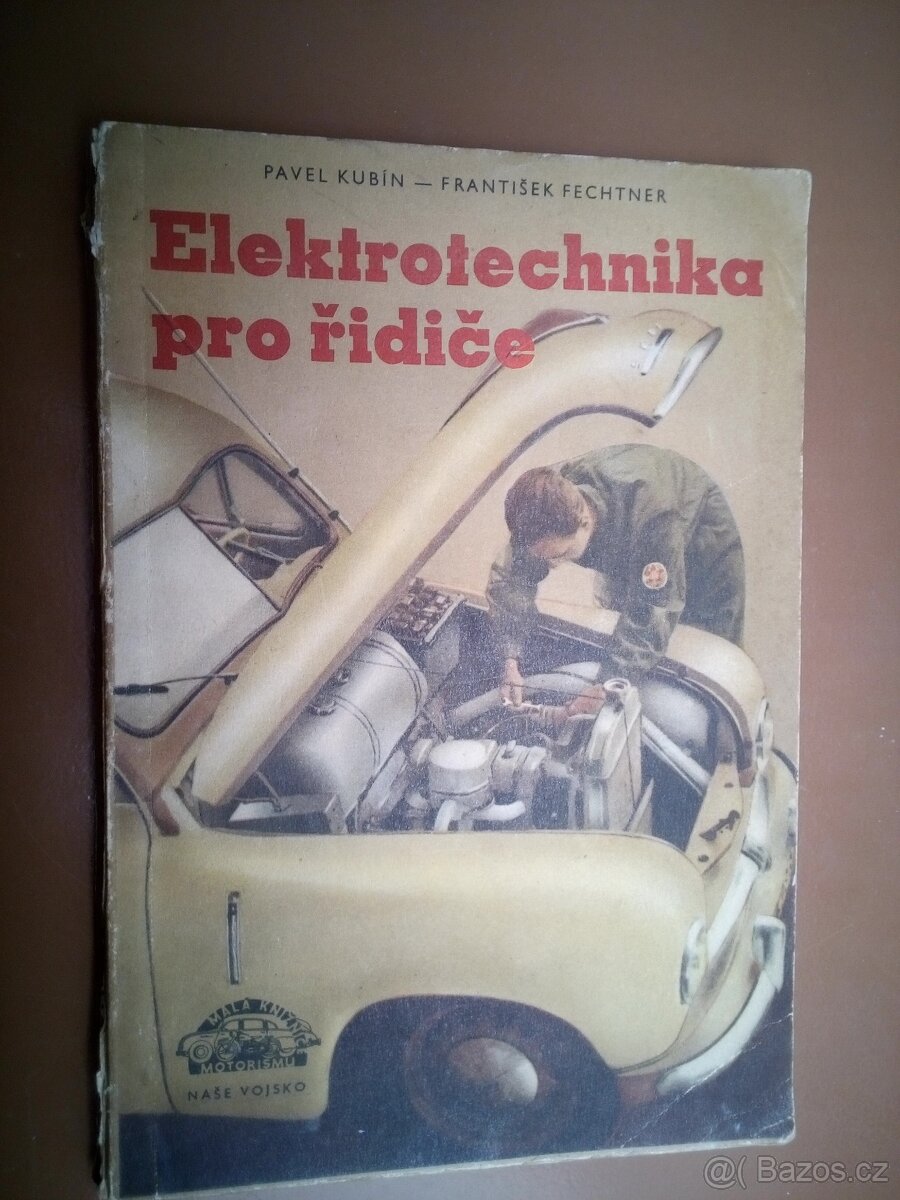 PAVEL KUBÍN — FRANTIŠEK FECHTNER
Elektrotechnika
pro řidiče
MALÁ KNIŽNICE
MOTORISMU
NAŠE VOJSKO
@( Bazos.cz